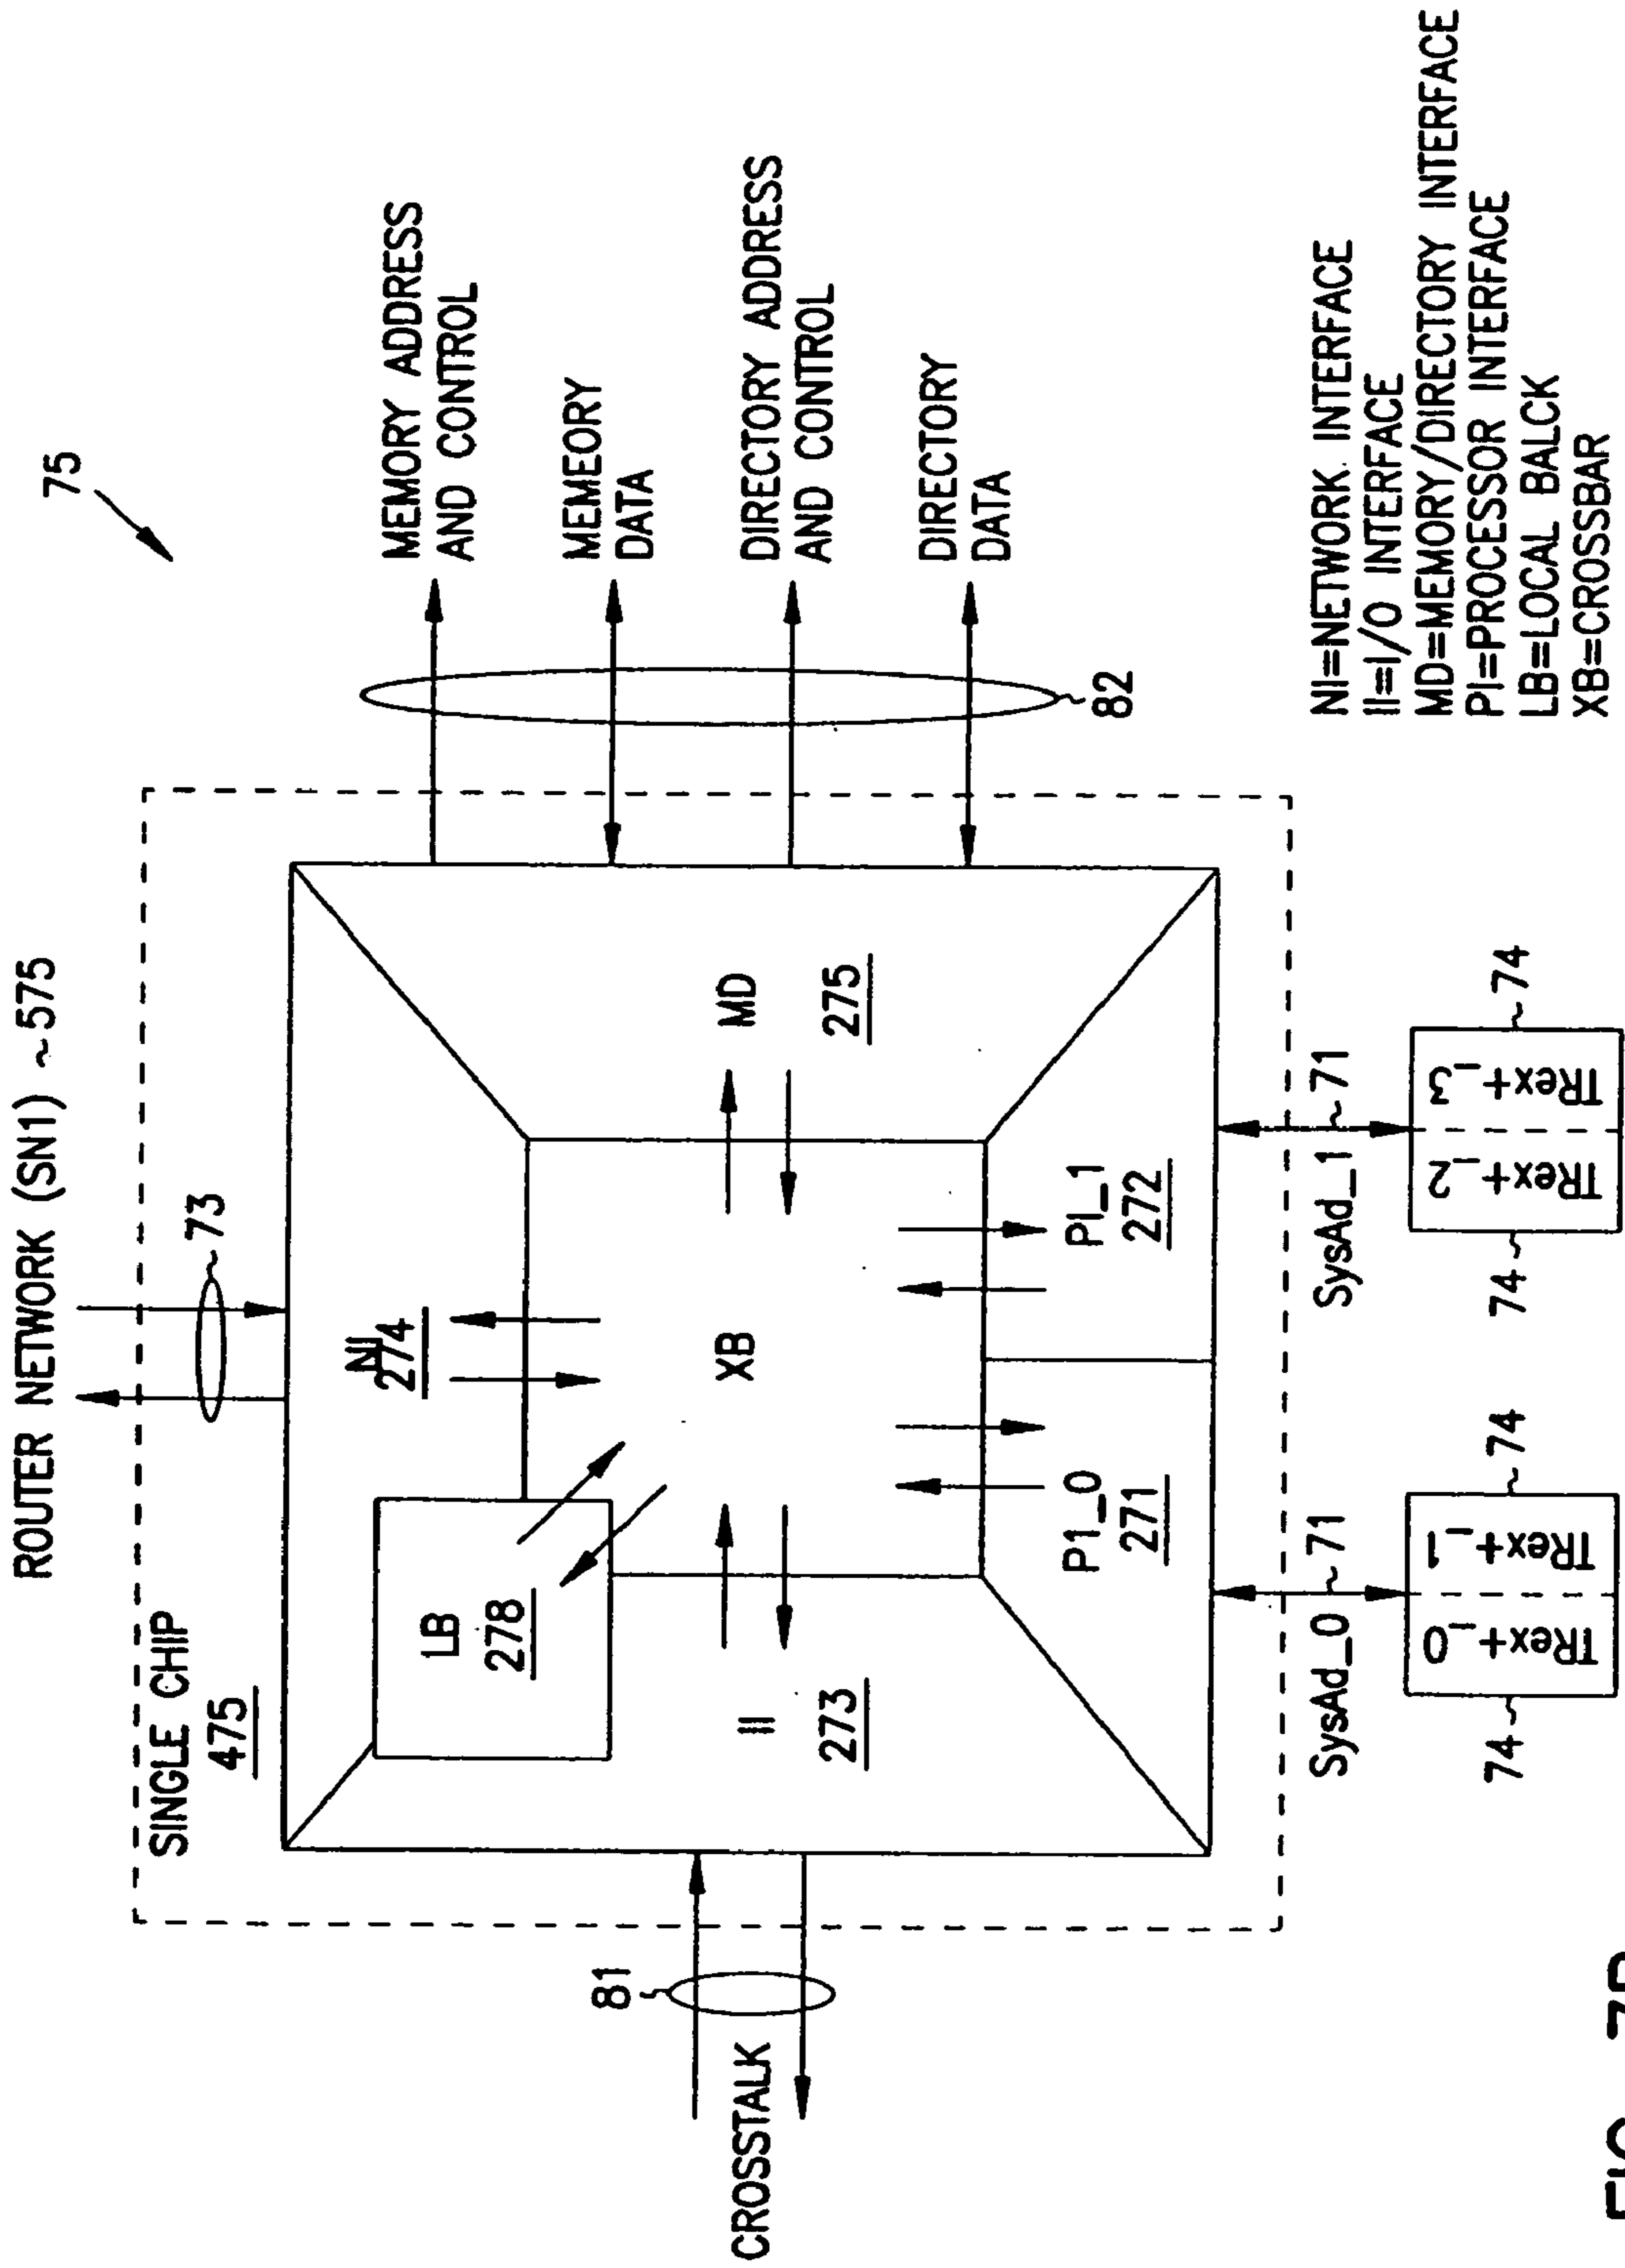 75
ROUTER NETWORK (SN1) ~575
73
SINGLE CHIP
475
NI
274
LB
278
XB
MD
275
II
273
P1_0
271
PI_1
272
81
CROSSTALK
MEMORY ADDRESS
AND CONTROL
MEMEORY
DATA
DIRECTORY ADDRESS
AND CONTROL
DIRECTORY
DATA
82
SysAd_0
71
SysAd_1
71
74
TRex+_0
TRex+_1
74
74
TRex+_2
TRex+_3
74
NI=NETWORK INTERFACE
II=I/O INTERFACE
MD=MEMORY/DIRECTORY INTERFACE
PI=PROCESSOR INTERFACE
LB=LOCAL BALCK
XB=CROSSBAR